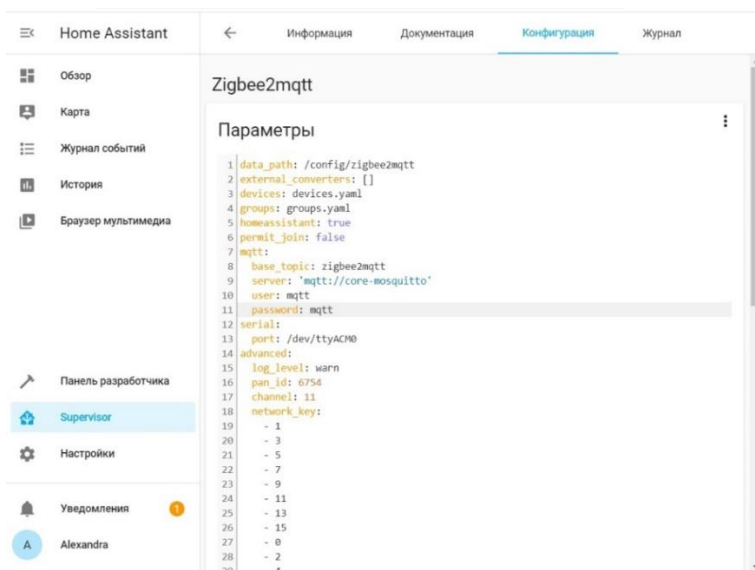 Home Assistant
Обзор
Карта
Журнал событий
История
Браузер мультимедиа
Панель разработчика
Supervisor
Настройки
Уведомления 1
A Alexandra
Информация Документация Конфигурация Журнал
Zigbee2mqtt
Параметры
1 data_path: /config/zigbee2mqtt
2 external_converters: []
3 devices: devices.yaml
4 groups: groups.yaml
5 homeassistant: true
6 permit_join: false
7 mqtt:
8 base_topic: zigbee2mqtt
9 server: 'mqtt://core-mosquitto'
10 user: mqtt
11 password: mqtt
12 serial:
13 port: /dev/ttyACM0
14 advanced:
15 log_level: warn
16 pan_id: 6754
17 channel: 11
18 network_key:
19 - 1
20 - 3
21 - 5
22 - 7
23 - 9
24 - 11
25 - 13
26 - 15
27 - 0
28 - 2